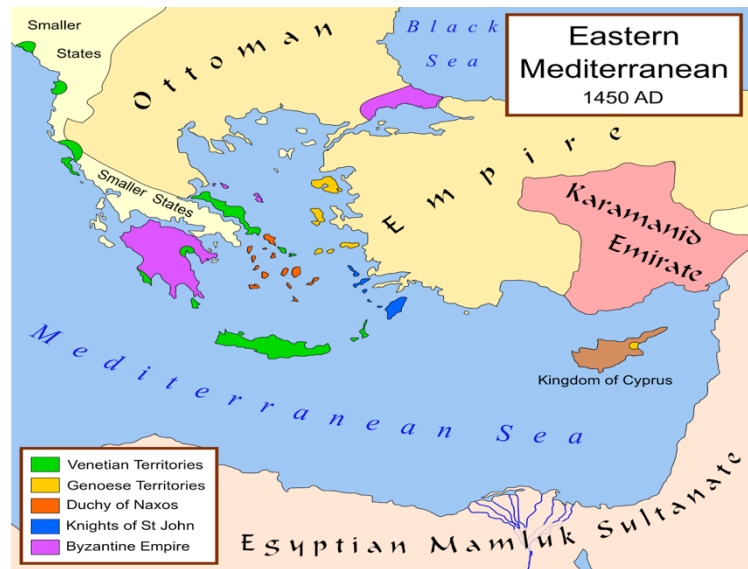 Smaller
States
Ottoman
Empire
Black
Sea
Eastern
Mediterranean
1450 AD
Smaller States
Karamanid
Emirate
Mediterranean Sea
Kingdom of Cyprus
Venetian Territories
Genoese Territories
Duchy of Naxos
Knights of St John
Byzantine Empire
Egyptian Mamluk Sultanate